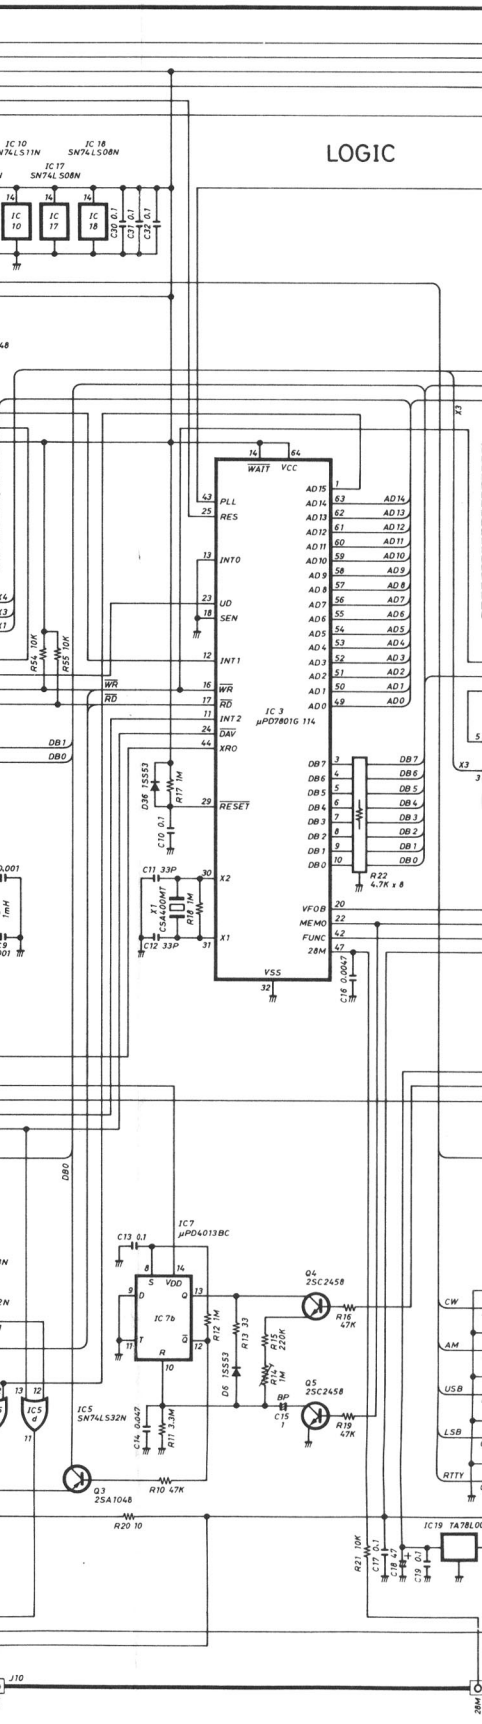 LOGIC
IC 10
SN74LS11N
IC 18
SN74LS08N
IC 17
SN74LS08N
14
14
14
IC
10
IC
17
IC
18
C30 0.1
C31 0.1
C32 0.1
X3
14
64
WAIT
VCC
43 PLL
25 RES
13 INT0
23 UD
18 SEN
12 INT1
16 WR
17 RD
11 INT2
24 DAV
44 XRO
29 RESET
30 X2
31 X1
IC 3
μPD7801G 114
AD15 1
AD14 63 AD14
AD13 62 AD13
AD12 61 AD12
AD11 60 AD11
AD10 59 AD10
AD9 58 AD9
AD8 57 AD8
AD7 56 AD7
AD6 55 AD6
AD5 54 AD5
AD4 53 AD4
AD3 52 AD3
AD2 51 AD2
AD1 50 AD1
AD0 49 AD0
DB7 3 DB7
DB6 4 DB6
DB5 5 DB5
DB4 6 DB4
DB3 7 DB3
DB2 8 DB2
DB1 9 DB1
DB0 10 DB0
R22
4.7K x 8
VFOB 20
MEMO 22
FUNC 42
28M 47
VSS
32
C16 0.0047
X4
X3
X1
R54 10K
R55 10K
WR
RD
DB1
DB0
D36 1SS53
R17 1M
C10 0.1
C11 33P
X1
CSA400MT
R18 1M
C12 33P
0.001
1mH
C9
001
5
X3
3
DB0
IC7
μPD4013BC
C13 0.1
8
14
S
VDD
9
D
Q
13
IC 7b
11
T
Q
12
R
10
R12 1M
R13 33
D6 1SS53
R15
220K
R14
1M
Q4
2SC2458
R16
47K
BP
C15
1
Q5
2SC2458
R19
47K
C14 0.047
R11 3.3M
CW
AM
USB
LSB
RTTY
13
12
IC5
d
11
IC5
SN74LS32N
Q3
2SA1048
R10 47K
R20 10
R21 10K
C17 0.1
C18 47
+
C19 0.1
IC19 TA78L00
J10
28M